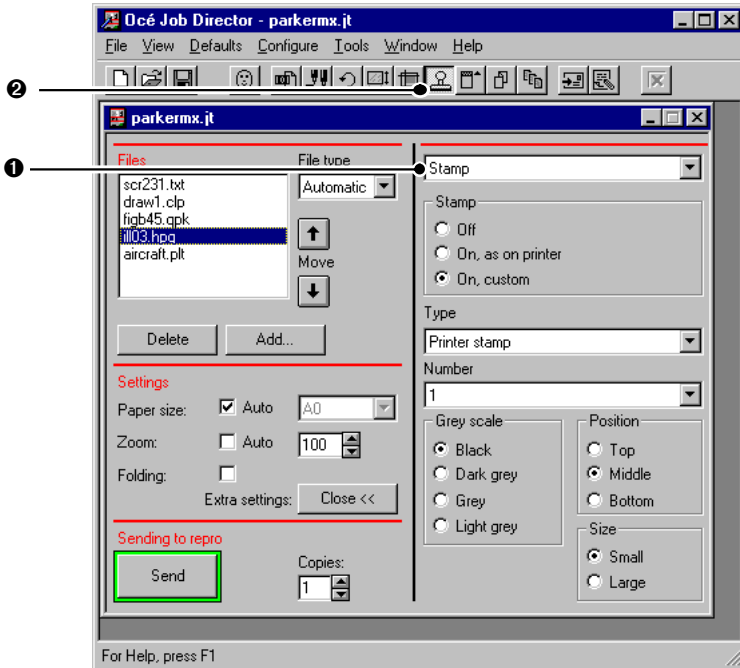 Océ Job Director - parkermx.jt
File View Defaults Configure Tools Window Help
❷
parkermx.jt
❶
Files
File type
scr231.txt
draw1.clp
figb45.qpk
ill03.hpg
aircraft.plt
Automatic
Move
Delete
Add...
Settings
Paper size:
Auto
A0
Zoom:
Auto
100
Folding:
Extra settings:
Close <<
Sending to repro
Send
Copies:
1
Stamp
Stamp
Off
On, as on printer
On, custom
Type
Printer stamp
Number
1
Grey scale
Black
Dark grey
Grey
Light grey
Position
Top
Middle
Bottom
Size
Small
Large
For Help, press F1